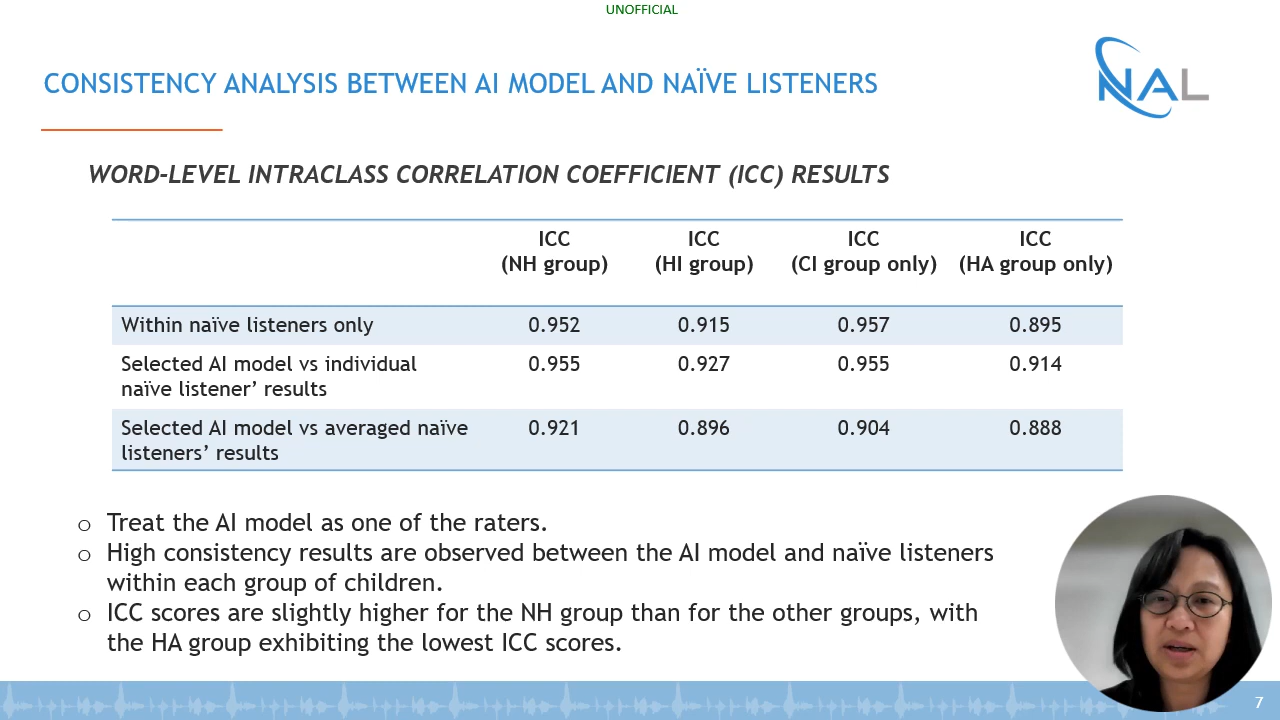 UNOFFICIAL
CONSISTENCY ANALYSIS BETWEEN AI MODEL AND NAÏVE LISTENERS
NAL
WORD-LEVEL INTRACLASS CORRELATION COEFFICIENT (ICC) RESULTS
ICC ICC ICC ICC
(NH group) (HI group) (CI group only) (HA group only)
Within naïve listeners only 0.952 0.915 0.957 0.895
Selected AI model vs individual 0.955 0.927 0.955 0.914
naïve listener’ results
Selected AI model vs averaged naïve 0.921 0.896 0.904 0.888
listeners’ results
o Treat the AI model as one of the raters.
o High consistency results are observed between the AI model and naïve listeners
within each group of children.
o ICC scores are slightly higher for the NH group than for the other groups, with
the HA group exhibiting the lowest ICC scores.
7